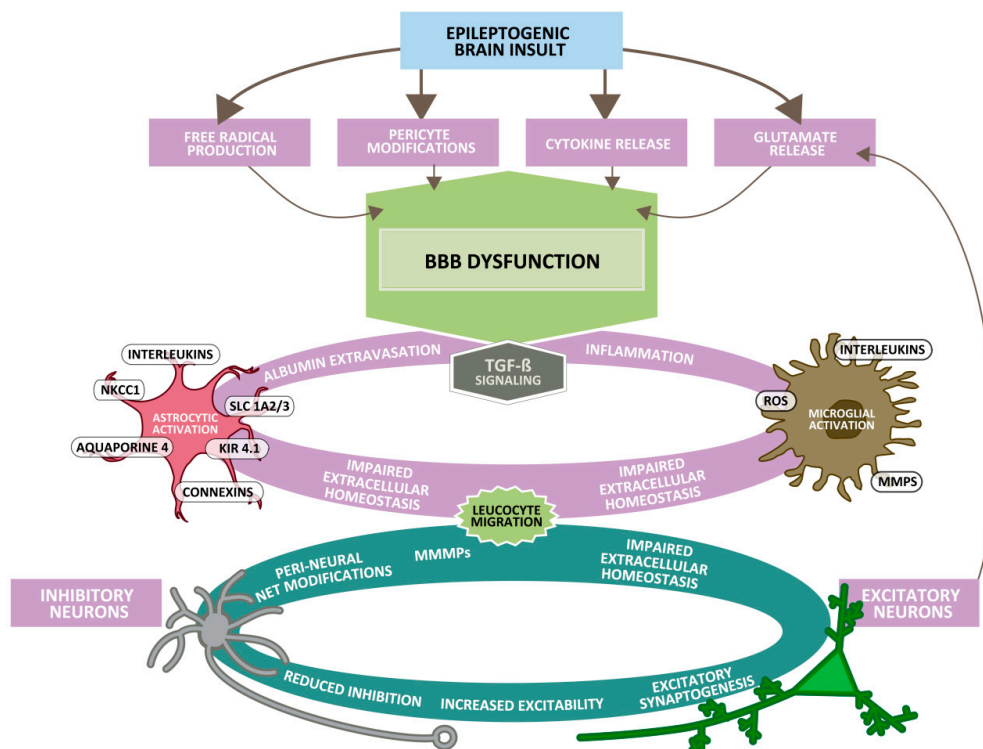 EPILEPTOGENIC
BRAIN INSULT
FREE RADICAL
PRODUCTION
PERICYTE
MODIFICATIONS
CYTOKINE RELEASE
GLUTAMATE
RELEASE
BBB DYSFUNCTION
ALBUMIN EXTRAVASATION
TGF-ß
SIGNALING
INFLAMMATION
INTERLEUKINS
NKCC1
SLC 1A2/3
ASTROCYTIC
ACTIVATION
AQUAPORINE 4
KIR 4.1
CONNEXINS
INTERLEUKINS
ROS
MICROGLIAL
ACTIVATION
MMPS
IMPAIRED
EXTRACELLULAR
HOMEOSTASIS
IMPAIRED
EXTRACELLULAR
HOMEOSTASIS
LEUCOCYTE
MIGRATION
PERI-NEURAL
NET MODIFICATIONS
MMMPs
IMPAIRED
EXTRACELLULAR
HOMEOSTASIS
INHIBITORY
NEURONS
EXCITATORY
NEURONS
REDUCED INHIBITION
INCREASED EXCITABILITY
EXCITATORY
SYNAPTOGENESIS